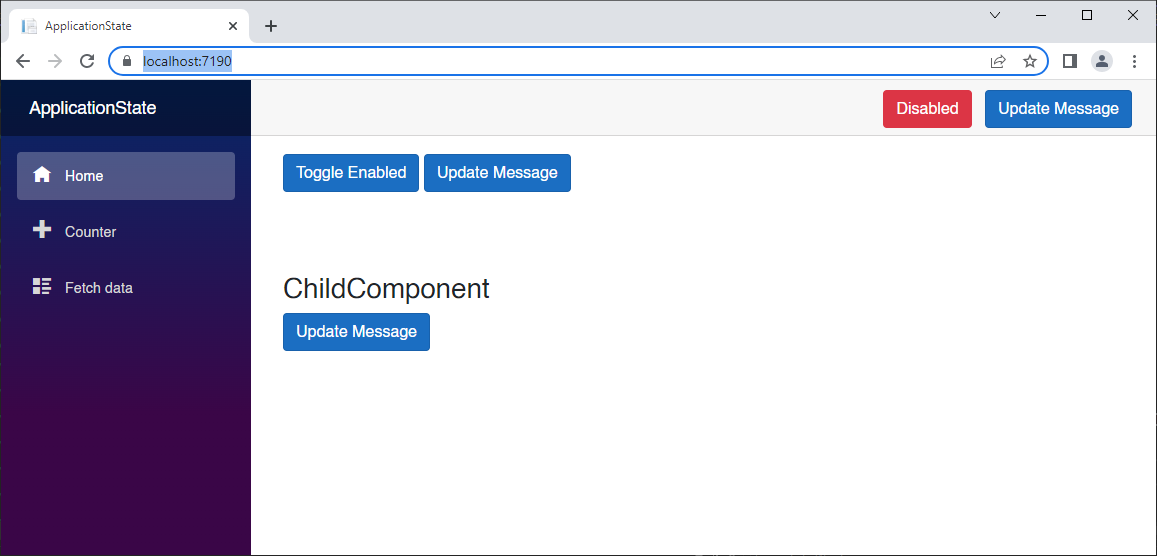 ApplicationState
localhost:7190
ApplicationState
Disabled Update Message
Home
Counter
Fetch data
Toggle Enabled Update Message
ChildComponent
Update Message